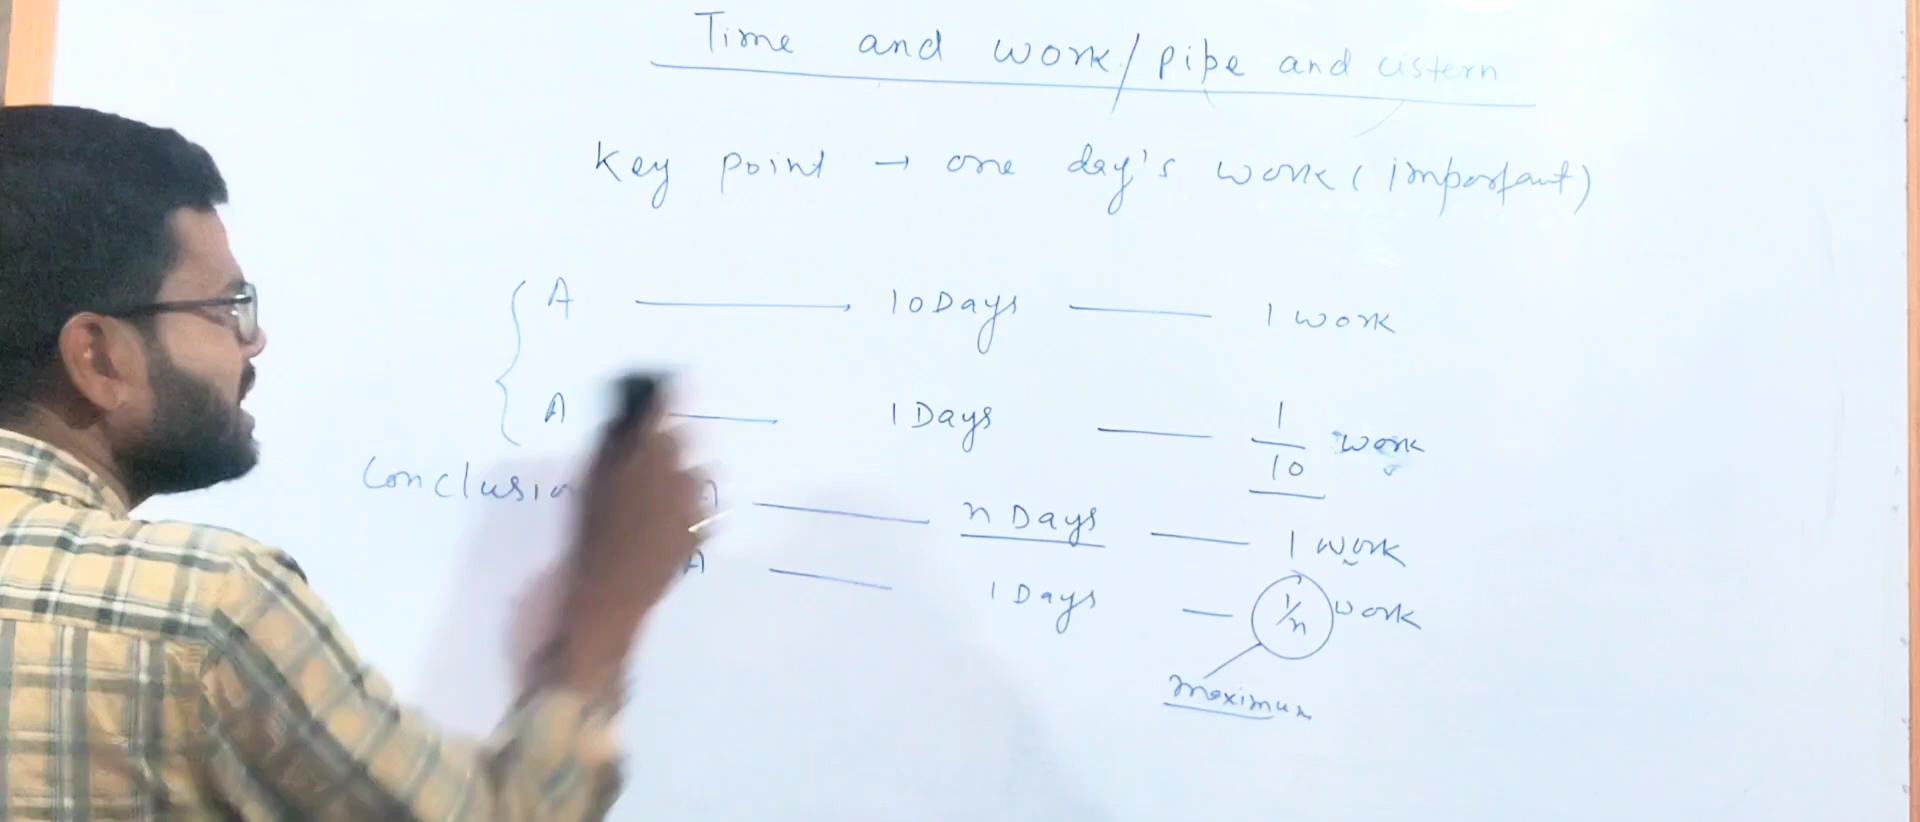 Time and work/pipe and cistern
Key point → one day's work (important)
A —→ 10 Days — 1 work
A — 1 Days — 1/10 work
A — n Days — 1 work
A — 1 Days — 1/n work
maximum